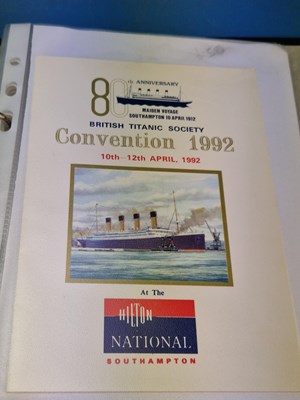 80th ANNIVERSARY
MAIDEN VOYAGE
SOUTHAMPTON 10 APRIL 1912
BRITISH TITANIC SOCIETY
Convention 1992
10th-12th APRIL, 1992
At The
HILTON
NATIONAL
SOUTHAMPTON